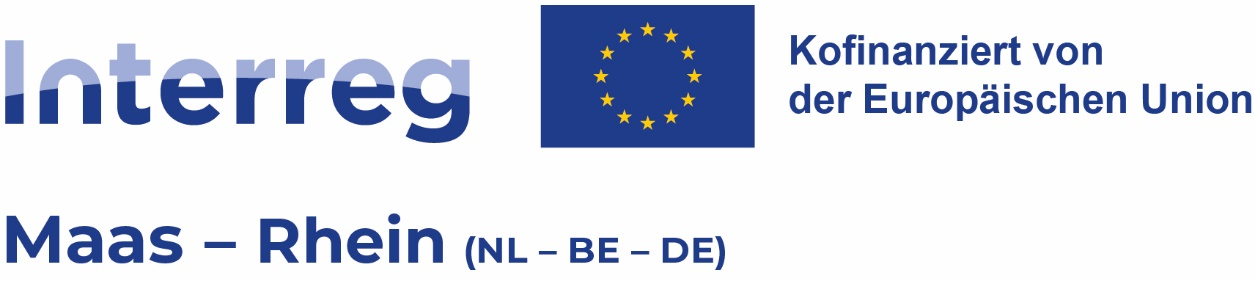 Interreg
Kofinanziert von
der Europäischen Union
Maas – Rhein (NL – BE – DE)